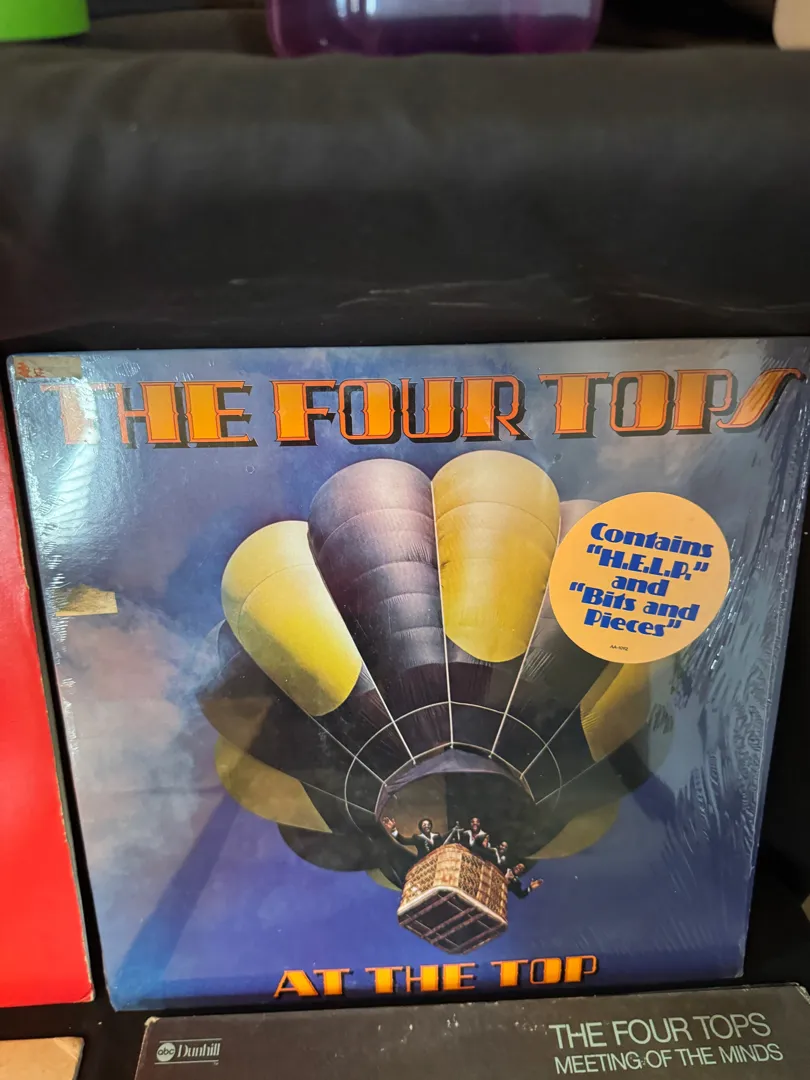 THE FOUR TOPS
Contains
"H.E.L.P."
and
"Bits and
Pieces"
AT THE TOP
abc Dunhill
THE FOUR TOPS
MEETING OF THE MINDS